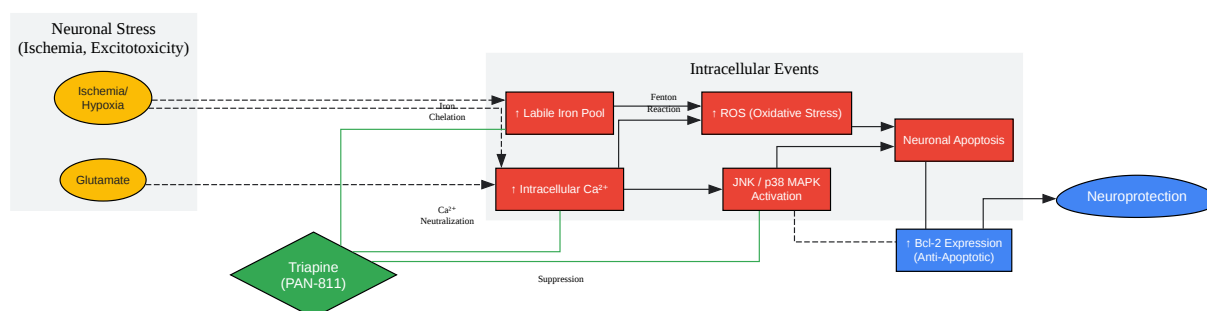 Neuronal Stress
(Ischemia, Excitotoxicity)
Ischemia/
Hypoxia
Glutamate
Intracellular Events
Iron
Chelation
↑ Labile Iron Pool
Fenton
Reaction
↑ ROS (Oxidative Stress)
Neuronal Apoptosis
↑ Intracellular Ca²⁺
JNK / p38 MAPK
Activation
Neuroprotection
Ca²⁺
Neutralization
↑ Bcl-2 Expression
(Anti-Apoptotic)
Triapine
(PAN-811)
Suppression